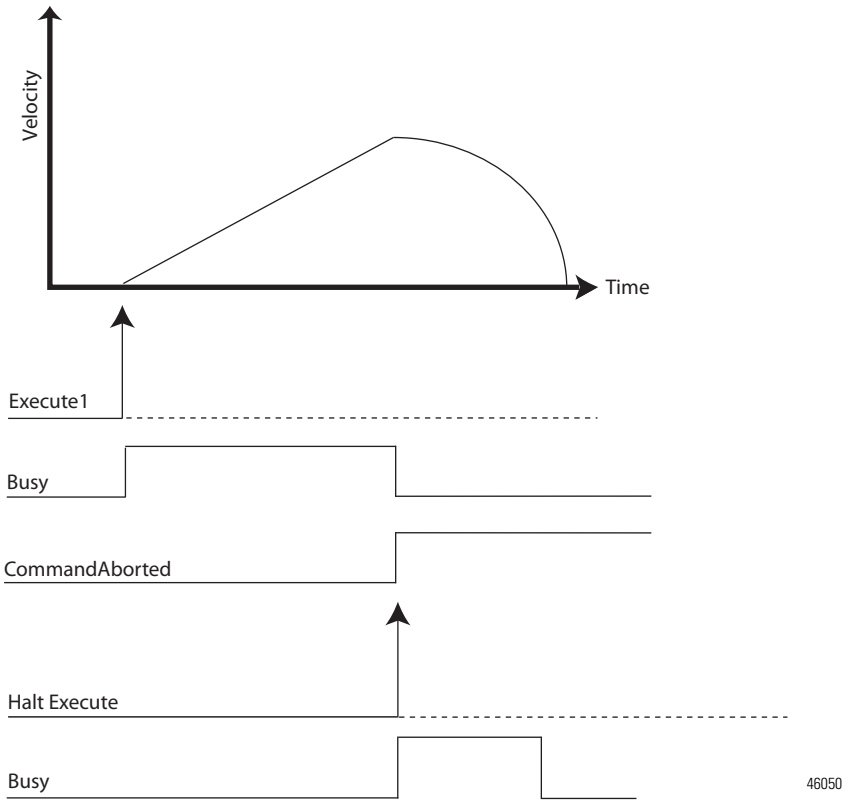 Velocity
Time
Execute1
Busy
CommandAborted
Halt Execute
Busy
46050